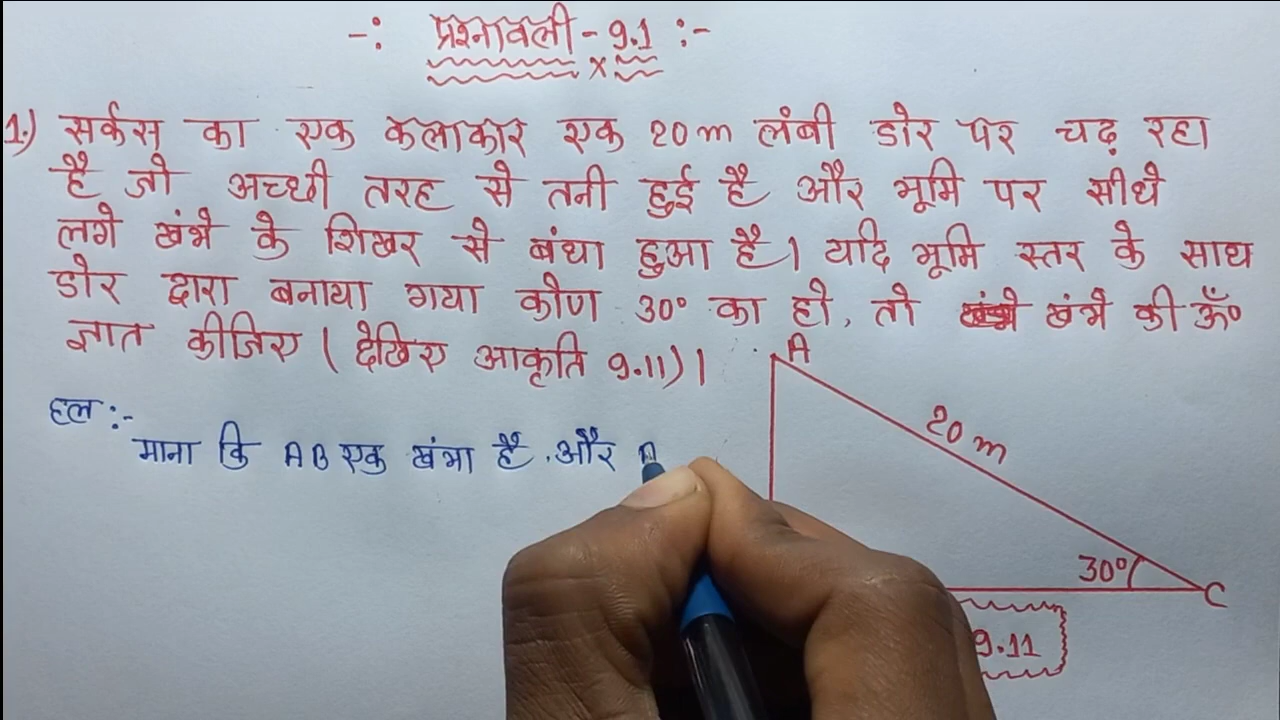 -: प्रश्नावली - 9.1 :-
1.) सर्कस का एक कलाकार एक 20 m लंबी डोर पर चढ़ रहा
है जो अच्छी तरह से तनी हुई है और भूमि पर सीधे
लगे खंभे के शिखर से बंधा हुआ है। यदि भूमि स्तर के साथ
डोर द्वारा बनाया गया कोण 30° का हो, तो खंभे की ऊँ०
ज्ञात कीजिए (देखिए आकृति 9.11)।
A
20 m
हल :-
माना कि AB एक खंभा है, और
30°
C
9.11